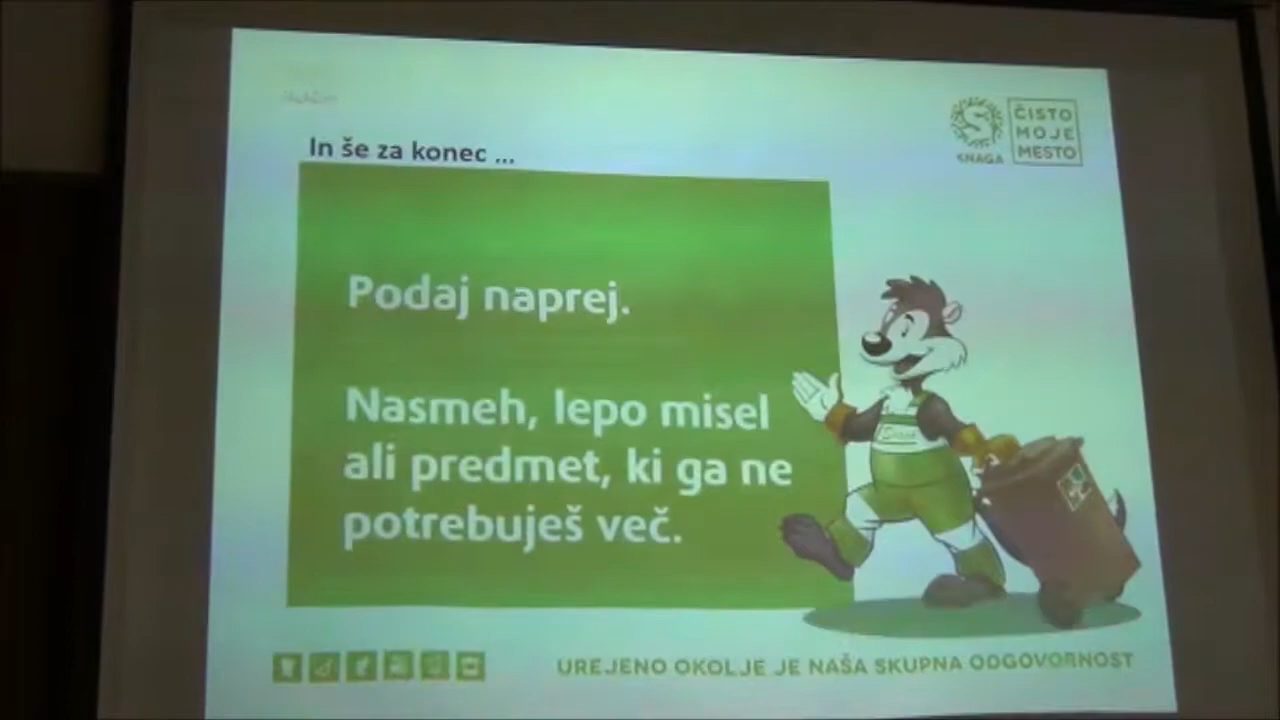 In še za konec ...
SNAGA
ČISTO
MOJE
MESTO
Podaj naprej.
Nasmeh, lepo misel
ali predmet, ki ga ne
potrebuješ več.
UREJENO OKOLJE JE NAŠA SKUPNA ODGOVORNOST